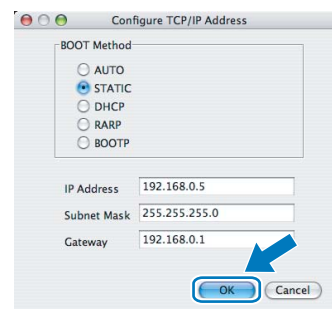 Configure TCP/IP Address
BOOT Method
AUTO
STATIC
DHCP
RARP
BOOTP
IP Address 192.168.0.5
Subnet Mask 255.255.255.0
Gateway 192.168.0.1
OK Cancel